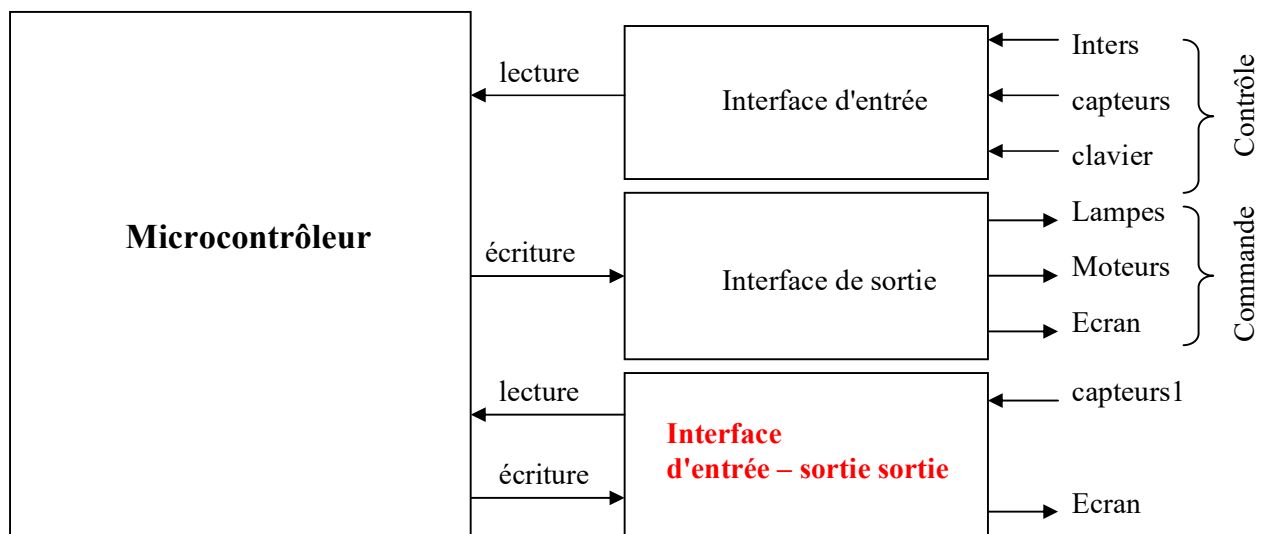 Microcontrôleur
lecture
Interface d'entrée
Inters
capteurs
clavier
Contrôle
écriture
Interface de sortie
Lampes
Moteurs
Ecran
Commande
lecture
écriture
Interface
d'entrée – sortie sortie
capteurs1
Ecran